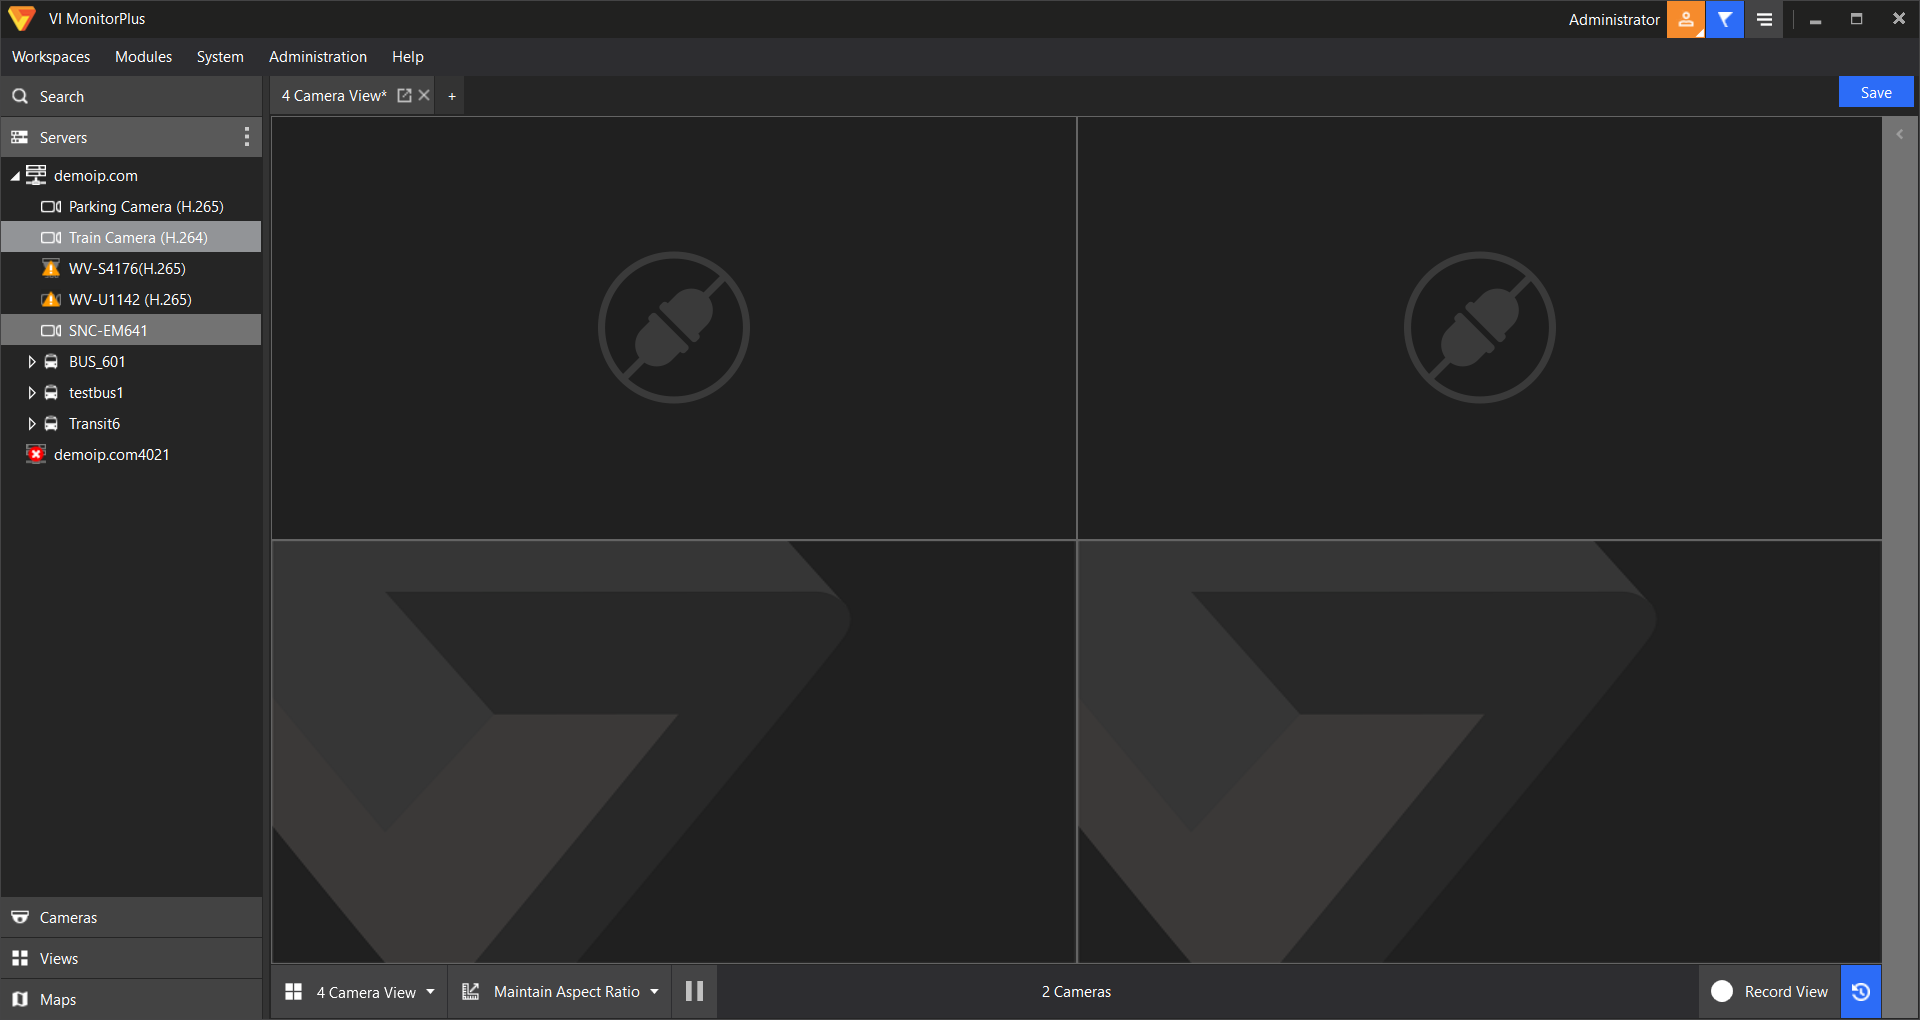 VI MonitorPlus
Administrator
Workspaces Modules System Administration Help
Search
4 Camera View* +
Save
Servers
demoip.com
Parking Camera (H.265)
Train Camera (H.264)
WV-S4176(H.265)
WV-U1142 (H.265)
SNC-EM641
BUS_601
testbus1
Transit6
demoip.com4021
Cameras
Views
Maps
4 Camera View Maintain Aspect Ratio 2 Cameras Record View